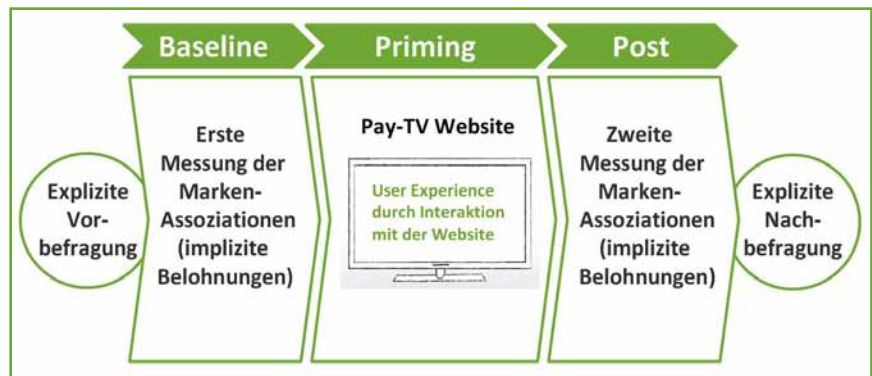 Baseline
Priming
Post
Explizite
Vor-
befragung
Erste
Messung der
Marken-
Assoziationen
(implizite
Belohnungen)
Pay-TV Website
User Experience
durch Interaktion
mit der Website
Zweite
Messung der
Marken-
Assoziationen
(implizite
Belohnungen)
Explizite
Nach-
befragung